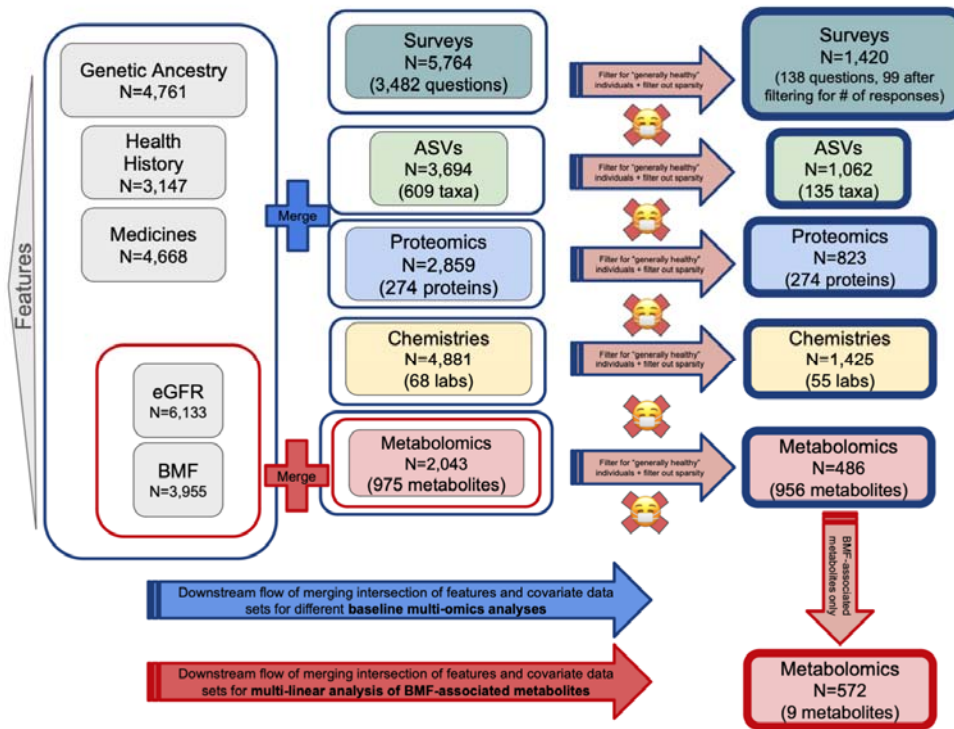 Features
Genetic Ancestry
N=4,761
Health
History
N=3,147
Medicines
N=4,668
eGFR
N=6,133
BMF
N=3,955
Merge
Merge
Surveys
N=5,764
(3,482 questions)
ASVs
N=3,694
(609 taxa)
Proteomics
N=2,859
(274 proteins)
Chemistries
N=4,881
(68 labs)
Metabolomics
N=2,043
(975 metabolites)
Filter for "generally healthy"
individuals + filter out sparsity
Filter for "generally healthy"
individuals + filter out sparsity
Filter for "generally healthy"
individuals + filter out sparsity
Filter for "generally healthy"
individuals + filter out sparsity
Filter for "generally healthy"
individuals + filter out sparsity
Surveys
N=1,420
(138 questions, 99 after
filtering for # of responses)
ASVs
N=1,062
(135 taxa)
Proteomics
N=823
(274 proteins)
Chemistries
N=1,425
(55 labs)
Metabolomics
N=486
(956 metabolites)
BMF-associated
metabolites only
Metabolomics
N=572
(9 metabolites)
Downstream flow of merging intersection of features and covariate data
sets for different baseline multi-omics analyses
Downstream flow of merging intersection of features and covariate data
sets for multi-linear analysis of BMF-associated metabolites